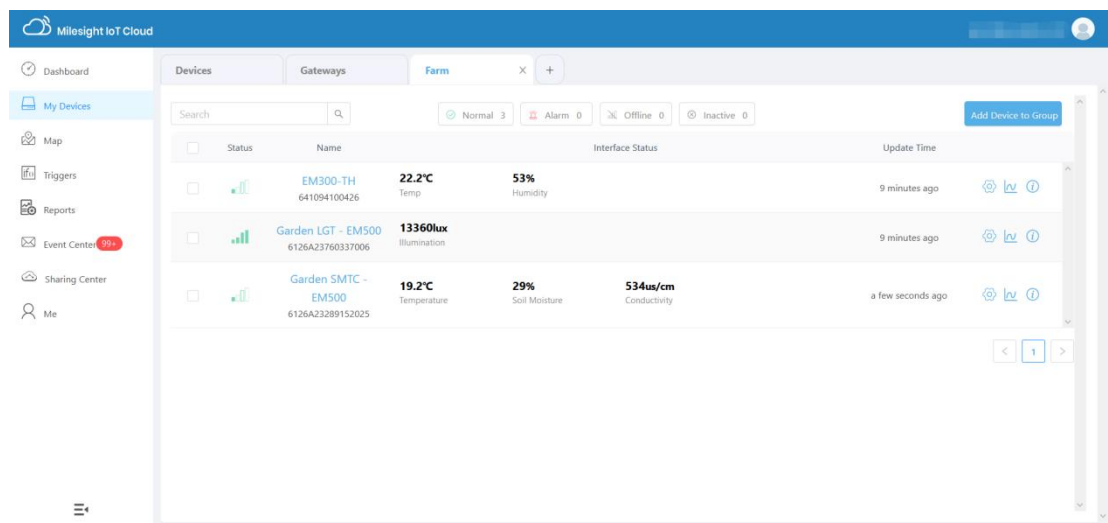 Milesight IoT Cloud
Dashboard
My Devices
Map
Triggers
Reports
Event Center 99+
Sharing Center
Me
Devices Gateways Farm
Search Normal 3 Alarm 0 Offline 0 Inactive 0 Add Device to Group
Status Name Interface Status Update Time
EM300-TH 22.2℃ 53%
641094100426 Temp Humidity 9 minutes ago
Garden LGT - EM500 13360lux
6126A23760337006 Illumination 9 minutes ago
Garden SMTC -
EM500 19.2℃ 29% 534us/cm
6126A23289152025 Temperature Soil Moisture Conductivity a few seconds ago
1